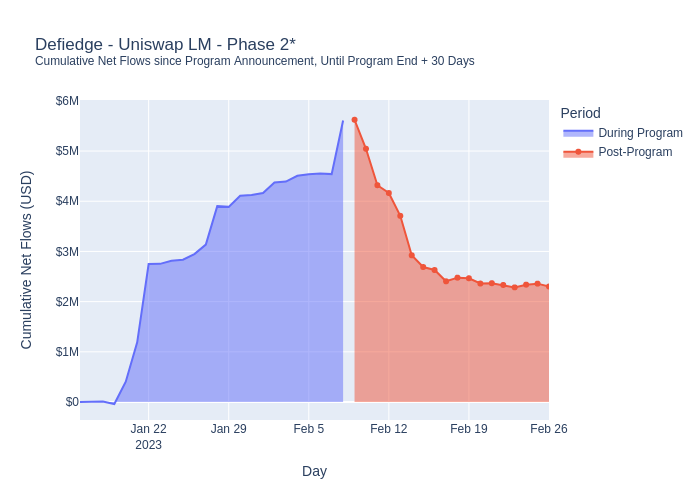 Defiedge - Uniswap LM - Phase 2*
Cumulative Net Flows since Program Announcement, Until Program End + 30 Days
Period
During Program
Post-Program
Cumulative Net Flows (USD)
$6M
$5M
$4M
$3M
$2M
$1M
$0
Jan 22
2023
Jan 29
Feb 5
Feb 12
Feb 19
Feb 26
Day